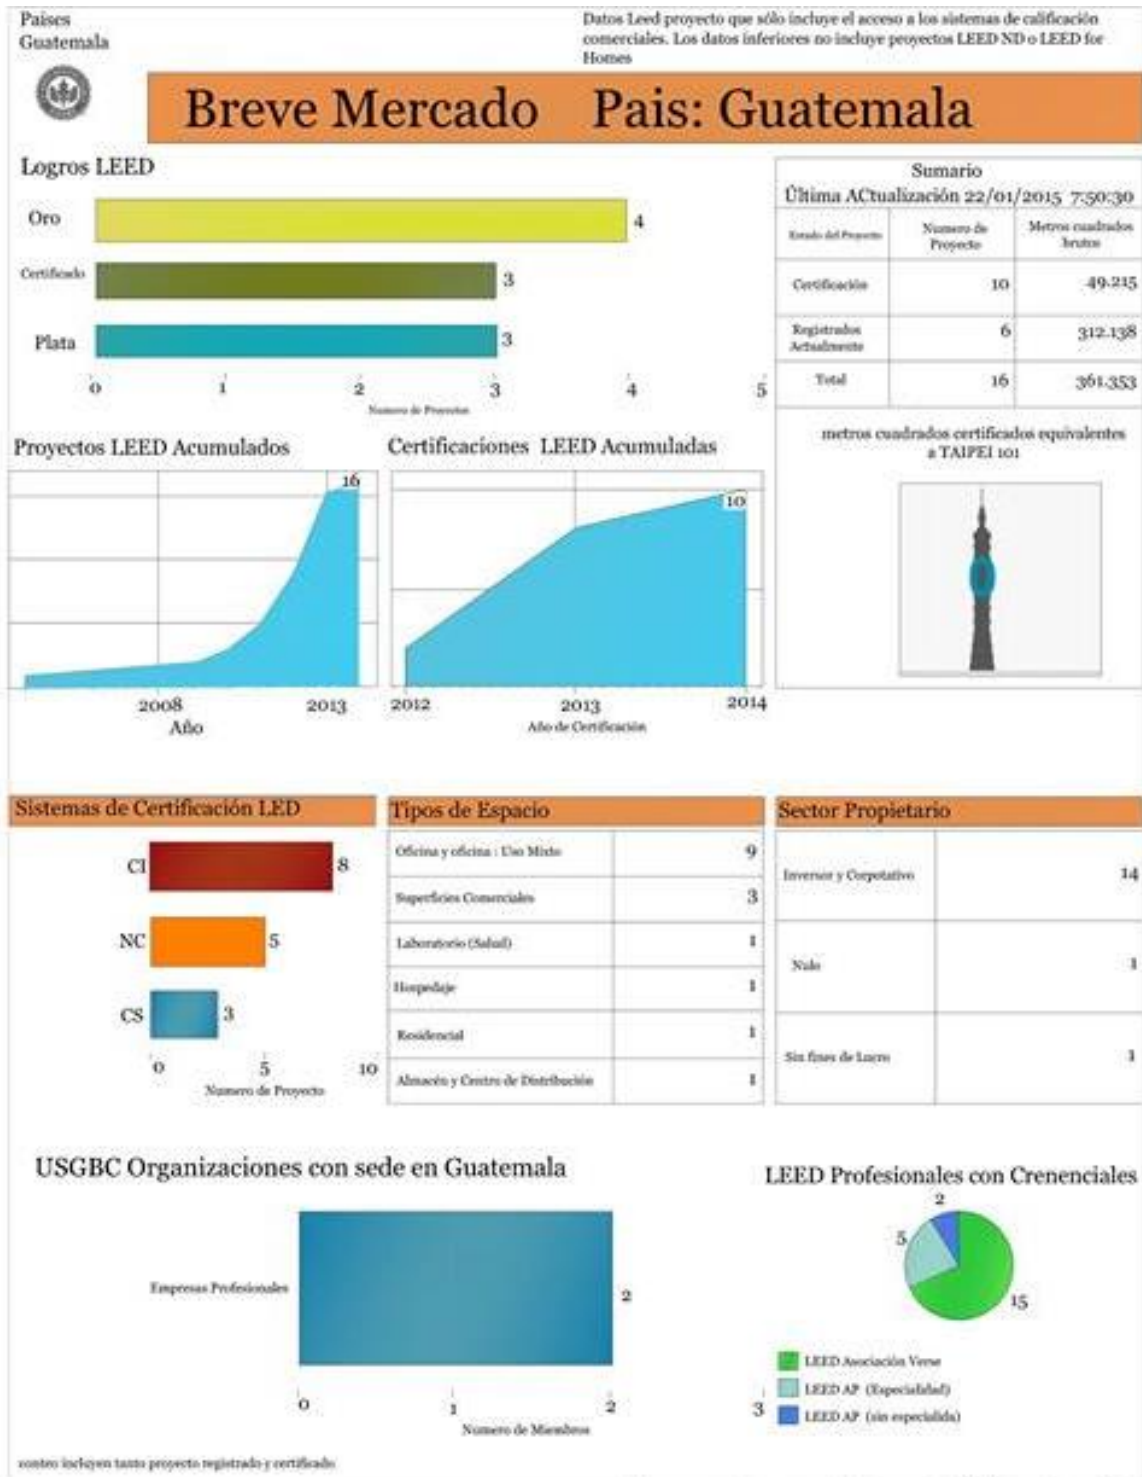 Paises
Guatemala
Datos Leed proyecto que sólo incluye el acceso a los sistemas de calificación
comerciales. Los datos inferiores no incluye proyectos LEED ND o LEED for
Homes
Breve Mercado Pais: Guatemala
Logros LEED
Oro
4
Certificado
3
Plata
3
0 1 2 3 4 5
Numero de Proyectos
Sumario
Última ACtualización 22/01/2015 7:50:30
Estado del Proyecto Numero de Proyecto Metros cuadrados brutos
Certificación 10 49.215
Registrados Actualmente 6 312.138
Total 16 361.353
metros cuadrados certificados equivalentes
a TAIPEI 101
Proyectos LEED Acumulados
16
2008 2013
Año
Certificaciones LEED Acumuladas
10
2012 2013 2014
Año de Certificación
Sistemas de Certificación LED
CI 8
NC 5
CS 3
0 5 10
Numero de Proyecto
Tipos de Espacio
Oficina y oficina : Uso Mixto 9
Superficies Comerciales 3
Laboratorio (Salud) 1
Hospedaje 1
Residencial 1
Almacén y Centro de Distribución 1
Sector Propietario
Inversor y Corpotativo 14
Nulo 1
Sin fines de Lucro 1
USGBC Organizaciones con sede en Guatemala
Empresas Profesionales 2
0 1 2 3
Numero de Miembros
LEED Profesionales con Crenenciales
2
5
15
LEED Asociación Verse
LEED AP (Especialidad)
LEED AP (sin especialida)
conteo incluyen tanto proyecto registrado y certificado